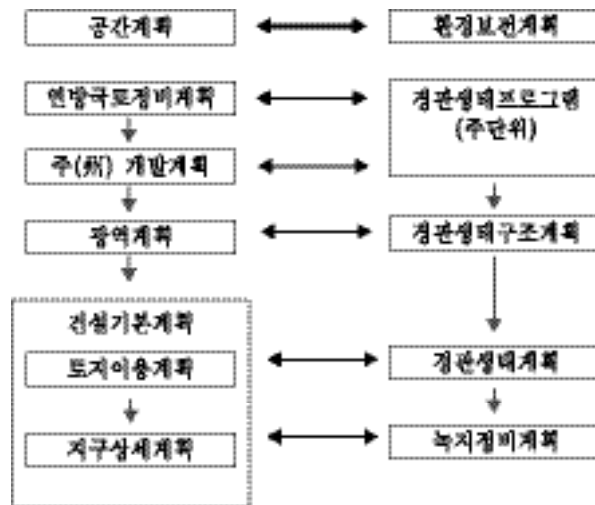 공간계획
환경보전계획
연방국토정비계획
경관생태프로그램
(주단위)
주(州) 개발계획
광역계획
경관생태구조계획
건설기본계획
토지이용계획
경관생태계획
지구상세계획
녹지정비계획